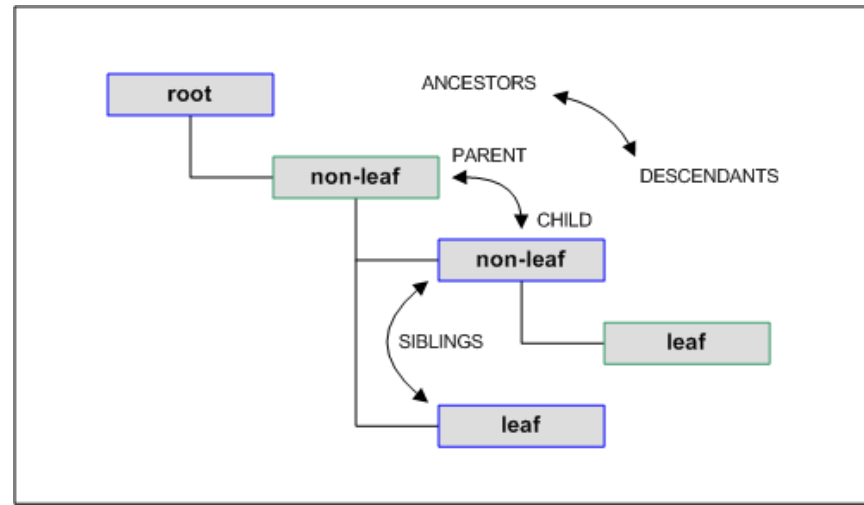 root
ANCESTORS
PARENT
non-leaf
DESCENDANTS
CHILD
non-leaf
SIBLINGS
leaf
leaf